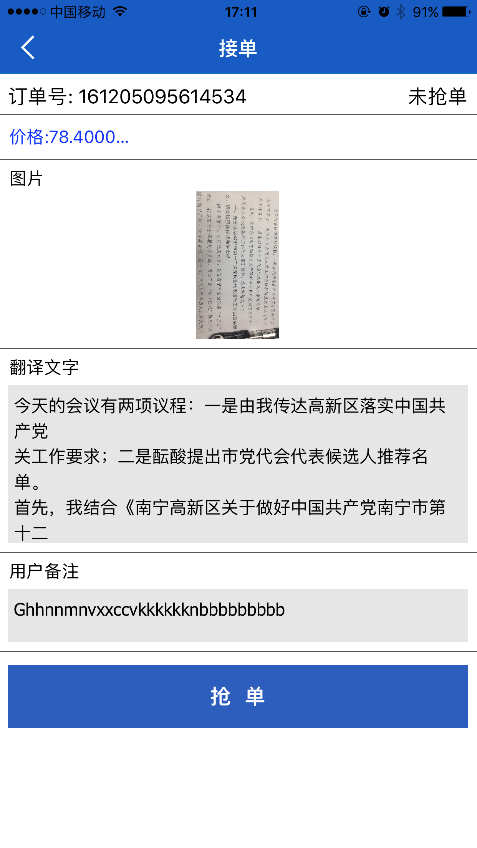 中国移动 17:11 91%
接单
订单号: 161205095614534 未抢单
价格:78.4000...
图片
翻译文字
今天的会议有两项议程：一是由我传达高新区落实中国共
产党
关工作要求；二是酝酸提出市党代会代表候选人推荐名
单。
首先，我结合《南宁高新区关于做好中国共产党南宁市第
十二
用户备注
Ghhnnmnvxxccvkkkkkknbbbbbbbbb
抢 单